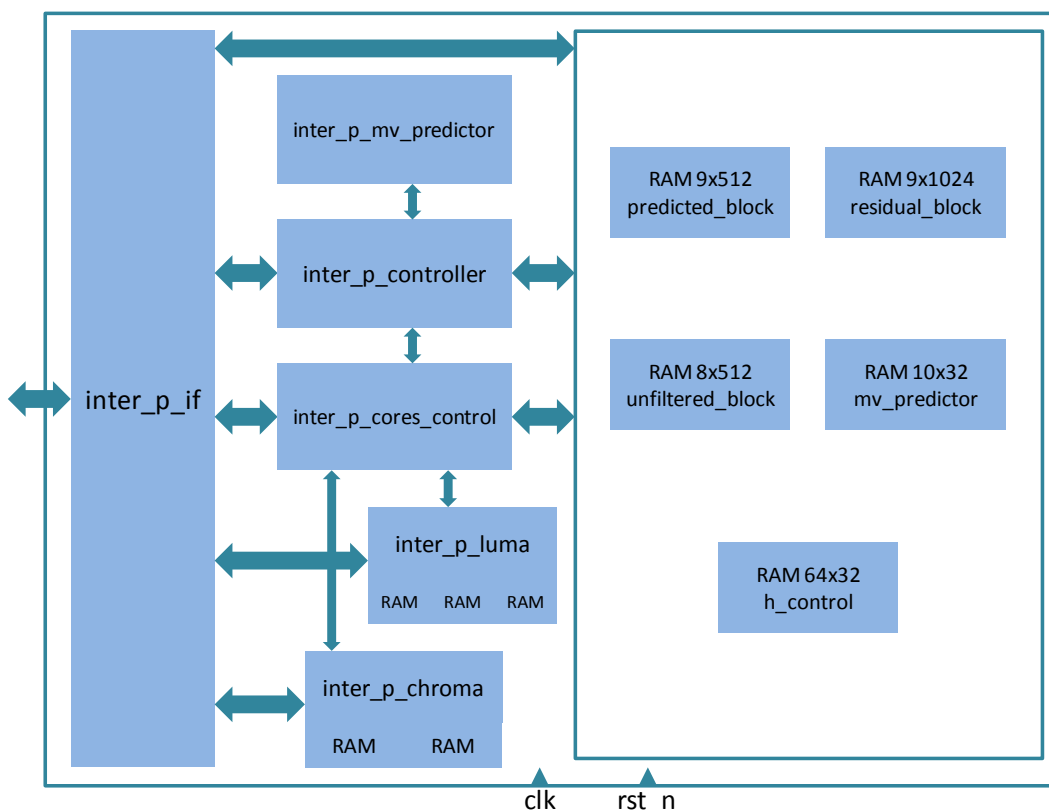 inter_p_if
inter_p_mv_predictor
inter_p_controller
inter_p_cores_control
inter_p_luma
RAM RAM RAM
inter_p_chroma
RAM RAM
RAM 9x512
predicted_block
RAM 9x1024
residual_block
RAM 8x512
unfiltered_block
RAM 10x32
mv_predictor
RAM 64x32
h_control
clk
rst_n